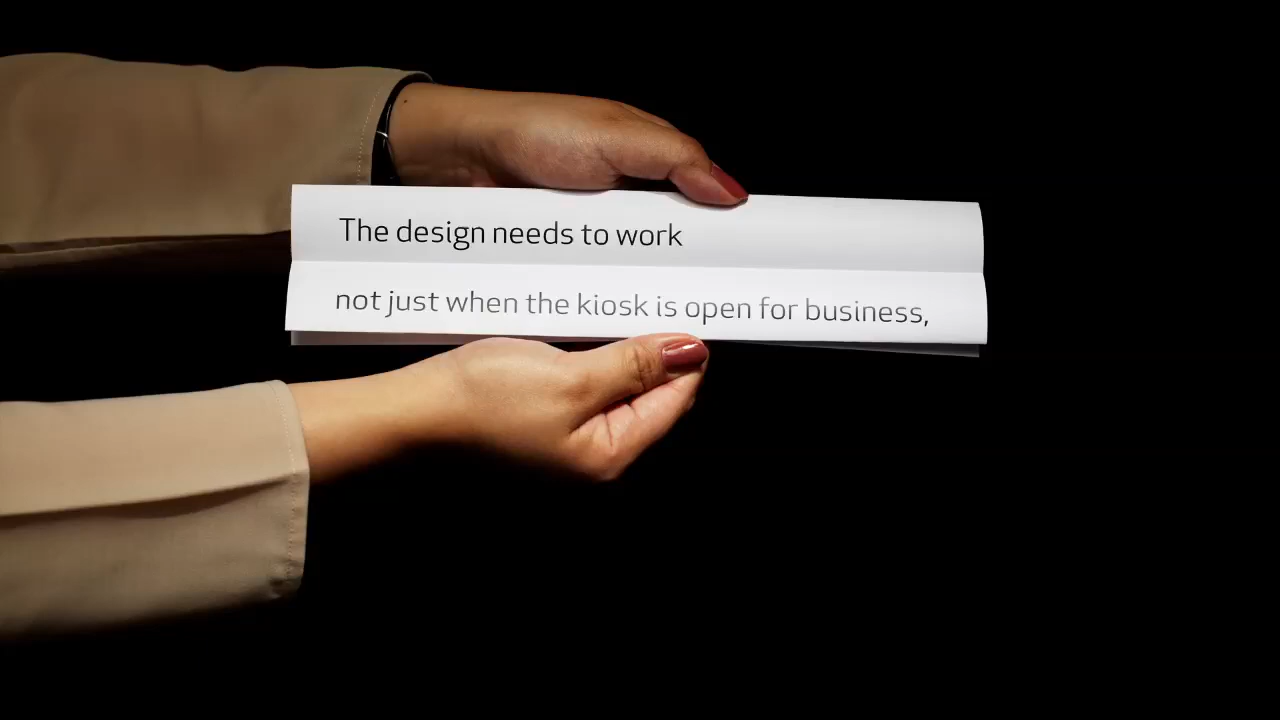 The design needs to work
not just when the kiosk is open for business,